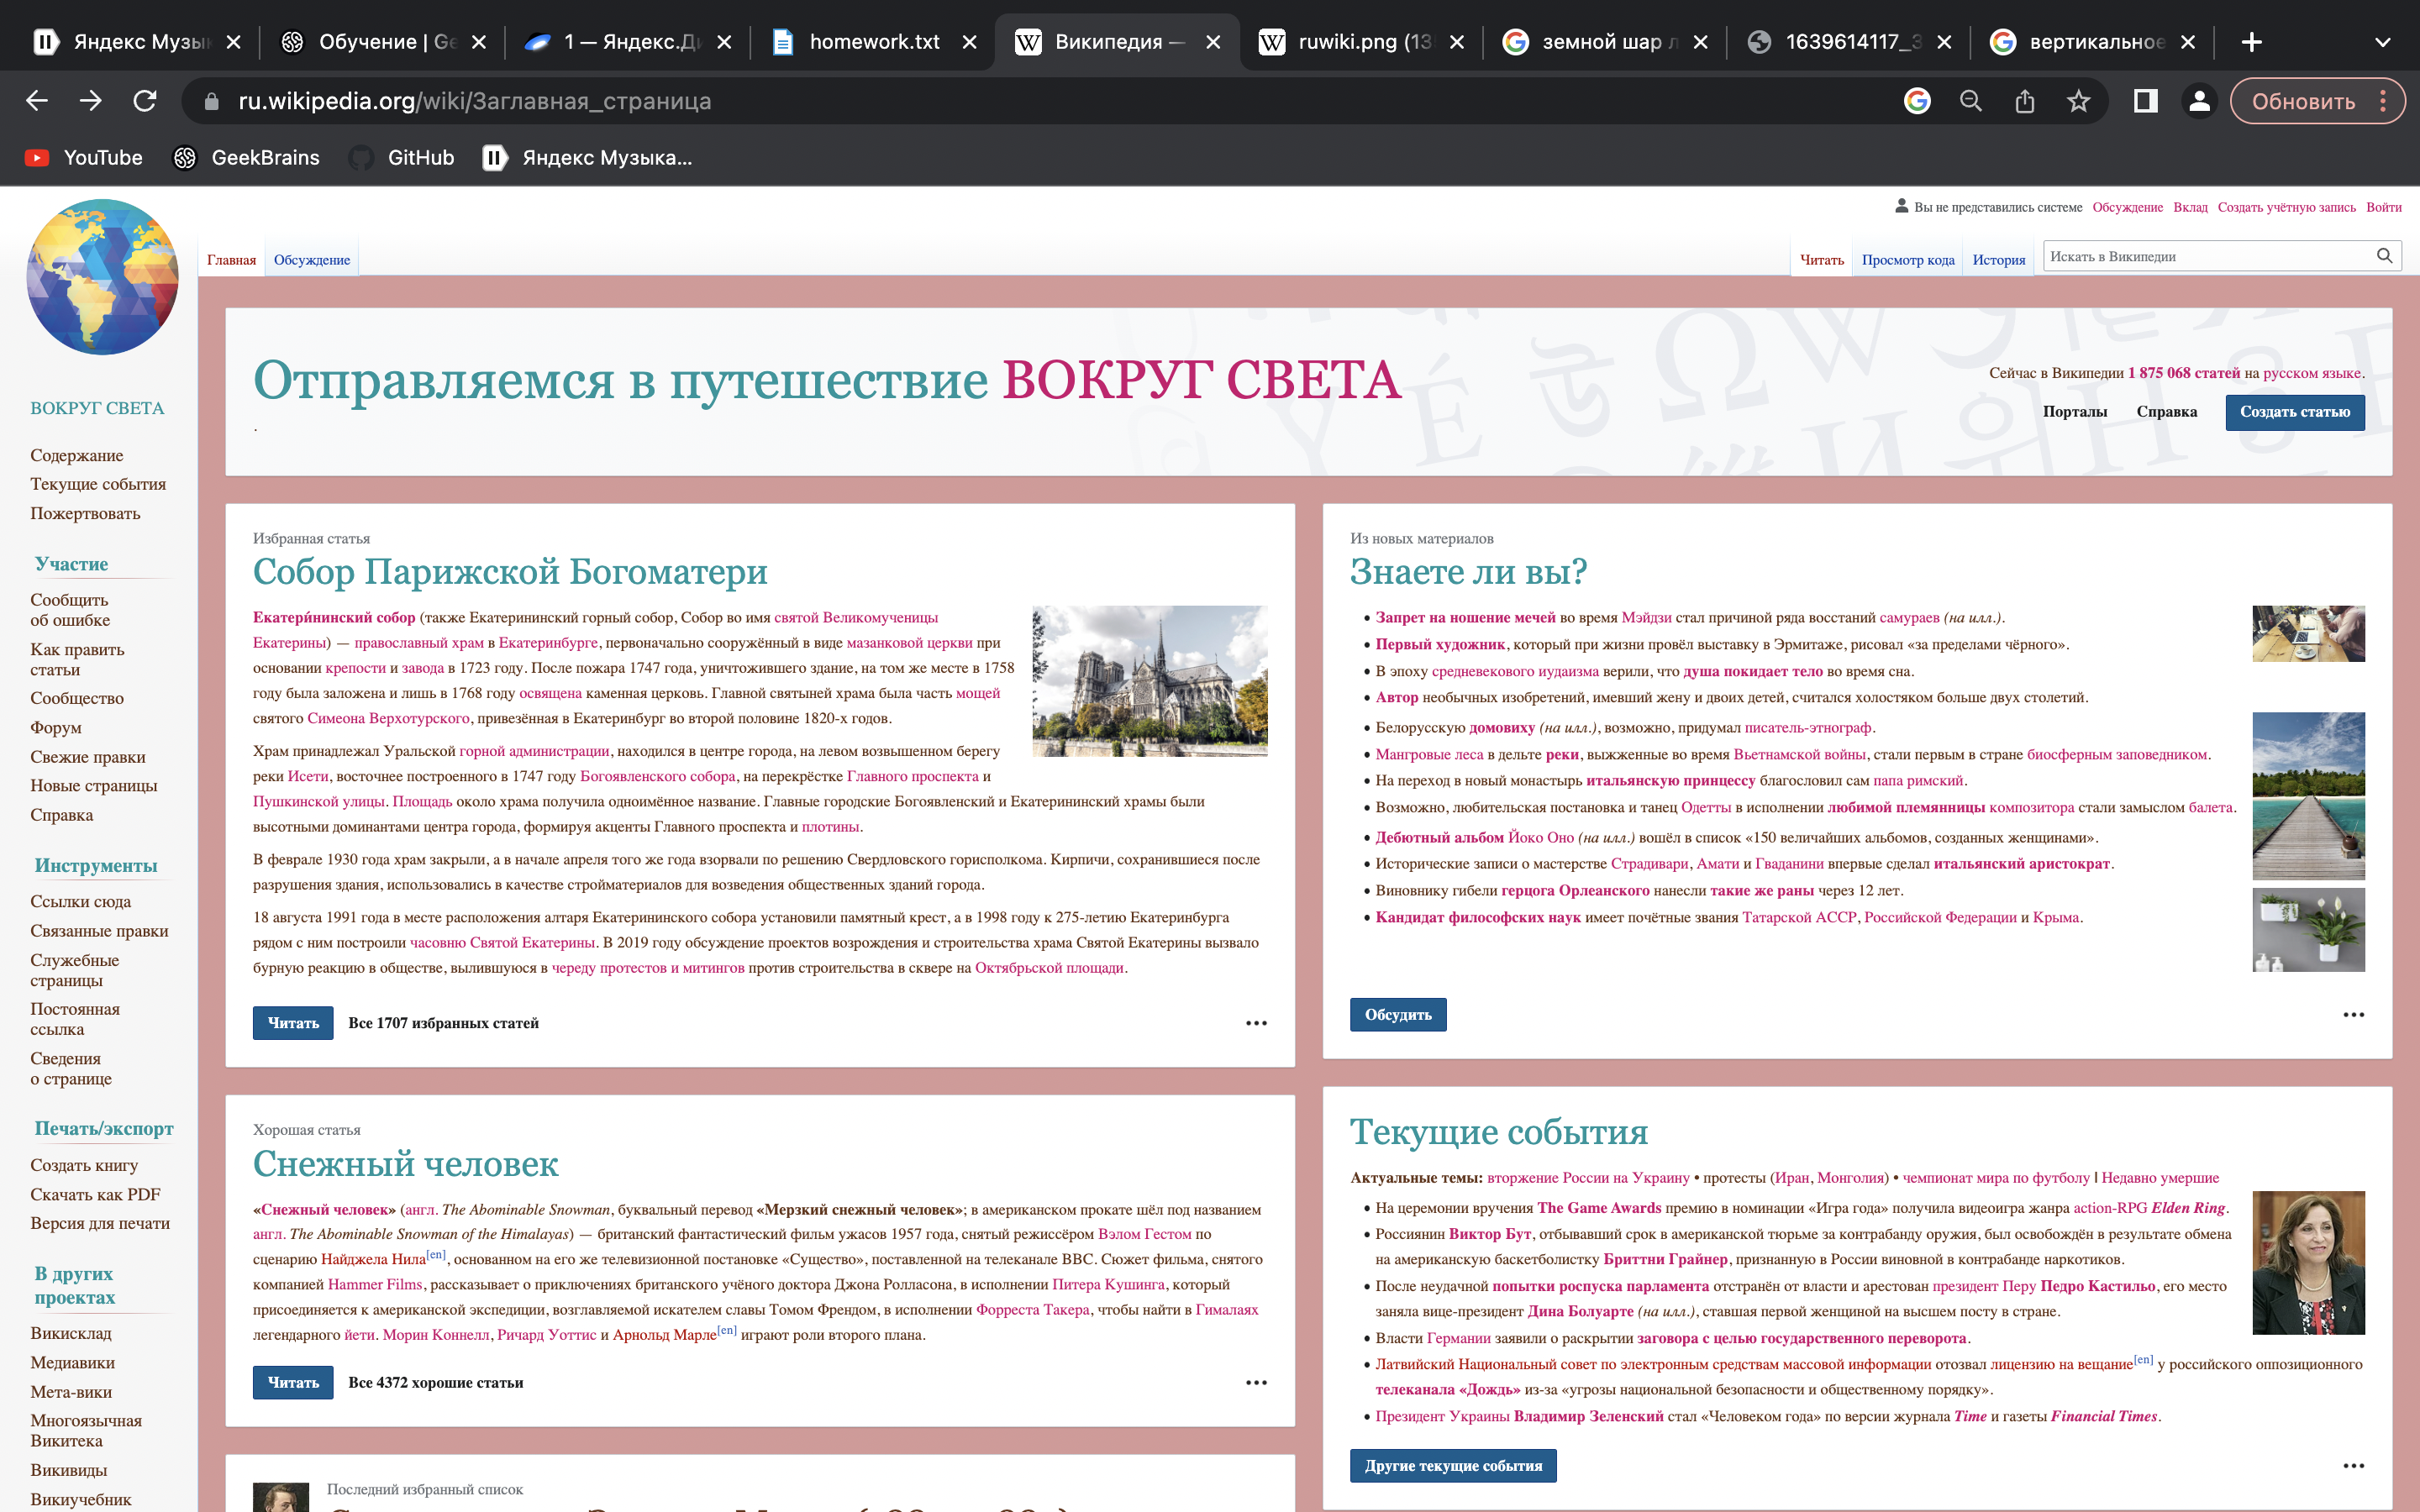 Яндекс Музык
Обучение | Ge
1 — Яндекс.Ди
homework.txt
Википедия —
ruwiki.png (13
земной шар л
1639614117_3
вертикальное
ru.wikipedia.org/wiki/Заглавная_страница
Обновить
YouTube
GeekBrains
GitHub
Яндекс Музыка...
Вы не представились системе Обсуждение Вклад Создать учётную запись Войти
Главная Обсуждение
Читать Просмотр кода История
Искать в Википедии
ВОКРУГ СВЕТА
Содержание
Текущие события
Пожертвовать
Участие
Сообщить
об ошибке
Как править
статьи
Сообщество
Форум
Свежие правки
Новые страницы
Справка
Инструменты
Ссылки сюда
Связанные правки
Служебные
страницы
Постоянная
ссылка
Сведения
о странице
Печать/экспорт
Создать книгу
Скачать как PDF
Версия для печати
В других
проектах
Викисклад
Медиавики
Мета-вики
Многоязычная
Викитека
Викивиды
Викиучебник
Отправляемся в путешествие ВОКРУГ СВЕТА
.
Сейчас в Википедии 1 875 068 статей на русском языке.
Порталы Справка Создать статью
Избранная статья
Собор Парижской Богоматери
Екатери́нинский собор (также Екатерининский горный собор, Собор во имя святой Великомученицы
Екатерины) — православный храм в Екатеринбурге, первоначально сооружённый в виде мазанковой церкви при
основании крепости и завода в 1723 году. После пожара 1747 года, уничтожившего здание, на том же месте в 1758
году была заложена и лишь в 1768 году освящена каменная церковь. Главной святыней храма была часть мощей
святого Симеона Верхотурского, привезённая в Екатеринбург во второй половине 1820-х годов.
Храм принадлежал Уральской горной администрации, находился в центре города, на левом возвышенном берегу
реки Исети, восточнее построенного в 1747 году Богоявленского собора, на перекрёстке Главного проспекта и
Пушкинской улицы. Площадь около храма получила одноимённое название. Главные городские Богоявленский и Екатерининский храмы были
высотными доминантами центра города, формируя акценты Главного проспекта и плотины.
В феврале 1930 года храм закрыли, а в начале апреля того же года взорвали по решению Свердловского горисполкома. Кирпичи, сохранившиеся после
разрушения здания, использовались в качестве стройматериалов для возведения общественных зданий города.
18 августа 1991 года в месте расположения алтаря Екатерининского собора установили памятный крест, а в 1998 году к 275-летию Екатеринбурга
рядом с ним построили часовню Святой Екатерины. В 2019 году обсуждение проектов возрождения и строительства храма Святой Екатерины вызвало
бурную реакцию в обществе, вылившуюся в череду протестов и митингов против строительства в сквере на Октябрьской площади.
Читать Все 1707 избранных статей
Хорошая статья
Снежный человек
«Снежный человек» (англ. The Abominable Snowman, буквальный перевод «Мерзкий снежный человек»; в американском прокате шёл под названием
англ. The Abominable Snowman of the Himalayas) — британский фантастический фильм ужасов 1957 года, снятый режиссёром Вэлом Гестом по
сценарию Найджела Нила[en], основанном на его же телевизионной постановке «Существо», поставленной на телеканале BBC. Сюжет фильма, снятого
компанией Hammer Films, рассказывает о приключениях британского учёного доктора Джона Ролласона, в исполнении Питера Кушинга, который
присоединяется к американской экспедиции, возглавляемой искателем славы Томом Френдом, в исполнении Форреста Такера, чтобы найти в Гималаях
легендарного йети. Морин Коннелл, Ричард Уоттис и Арнольд Марле[en] играют роли второго плана.
Читать Все 4372 хорошие статьи
Последний избранный список
Из новых материалов
Знаете ли вы?
• Запрет на ношение мечей во время Мэйдзи стал причиной ряда восстаний самураев (на илл.).
• Первый художник, который при жизни провёл выставку в Эрмитаже, рисовал «за пределами чёрного».
• В эпоху средневекового иудаизма верили, что душа покидает тело во время сна.
• Автор необычных изобретений, имевший жену и двоих детей, считался холостяком больше двух столетий.
• Белорусскую домовиху (на илл.), возможно, придумал писатель-этнограф.
• Мангровые леса в дельте реки, выжженные во время Вьетнамской войны, стали первым в стране биосферным заповедником.
• На переход в новый монастырь итальянскую принцессу благословил сам папа римский.
• Возможно, любительская постановка и танец Одетты в исполнении любимой племянницы композитора стали замыслом балета.
• Дебютный альбом Йоко Оно (на илл.) вошёл в список «150 величайших альбомов, созданных женщинами».
• Исторические записи о мастерстве Страдивари, Амати и Гваданини впервые сделал итальянский аристократ.
• Виновнику гибели герцога Орлеанского нанесли такие же раны через 12 лет.
• Кандидат философских наук имеет почётные звания Татарской АССР, Российской Федерации и Крыма.
Обсудить
Текущие события
Актуальные темы: вторжение России на Украину • протесты (Иран, Монголия) • чемпионат мира по футболу | Недавно умершие
• На церемонии вручения The Game Awards премию в номинации «Игра года» получила видеоигра жанра action-RPG Elden Ring.
• Россиянин Виктор Бут, отбывавший срок в американской тюрьме за контрабанду оружия, был освобождён в результате обмена
на американскую баскетболистку Бриттни Грайнер, признанную в России виновной в контрабанде наркотиков.
• После неудачной попытки роспуска парламента отстранён от власти и арестован президент Перу Педро Кастильо, его место
заняла вице-президент Дина Болуарте (на илл.), ставшая первой женщиной на высшем посту в стране.
• Власти Германии заявили о раскрытии заговора с целью государственного переворота.
• Латвийский Национальный совет по электронным средствам массовой информации отозвал лицензию на вещание[en] у российского оппозиционного
телеканала «Дождь» из-за «угрозы национальной безопасности и общественному порядку».
• Президент Украины Владимир Зеленский стал «Человеком года» по версии журнала Time и газеты Financial Times.
Другие текущие события